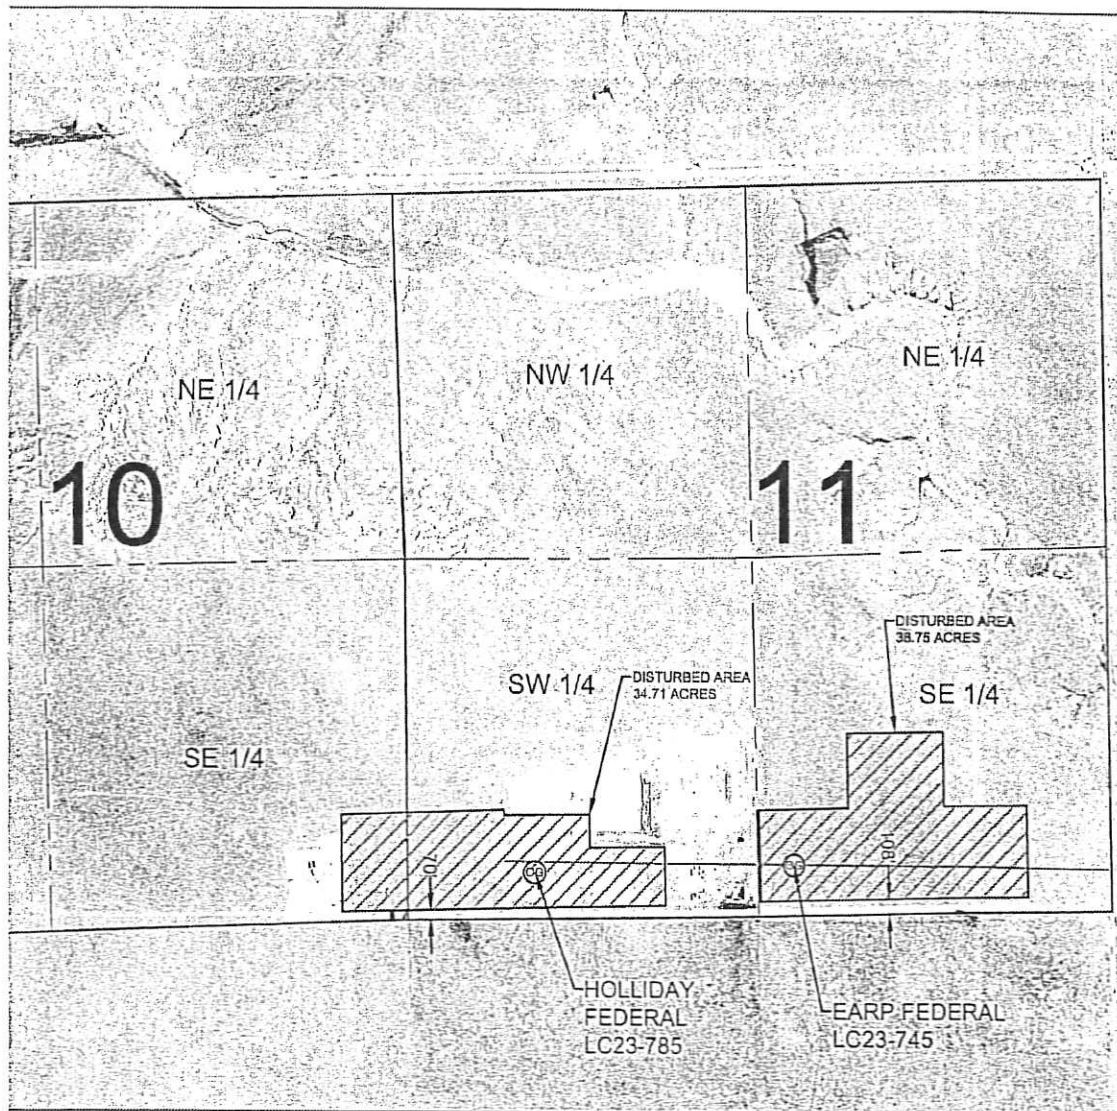 NE 1/4
NW 1/4
NE 1/4
10
11
DISTURBED AREA
38.75 ACRES
SW 1/4
DISTURBED AREA
34.71 ACRES
SE 1/4
SE 1/4
70'
108'
HOLLIDAY
FEDERAL
LC23-785
EARP FEDERAL
LC23-745